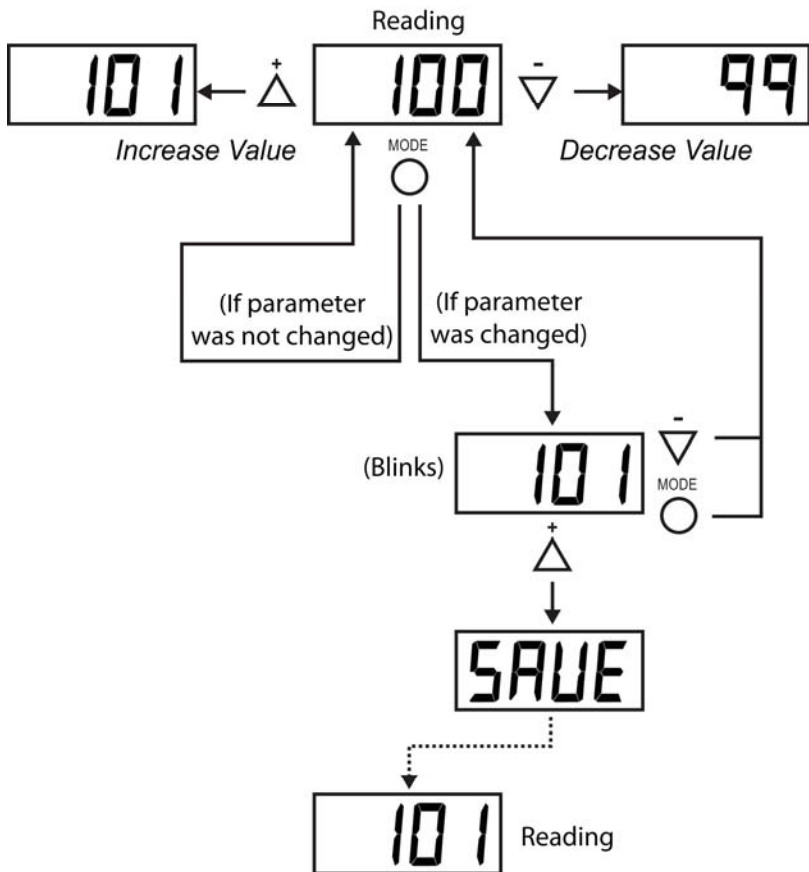 Reading
101
+
100
-
99
Increase Value
MODE
Decrease Value
(If parameter
was not changed)
(If parameter
was changed)
(Blinks)
101
-
MODE
+
SAVE
101
Reading